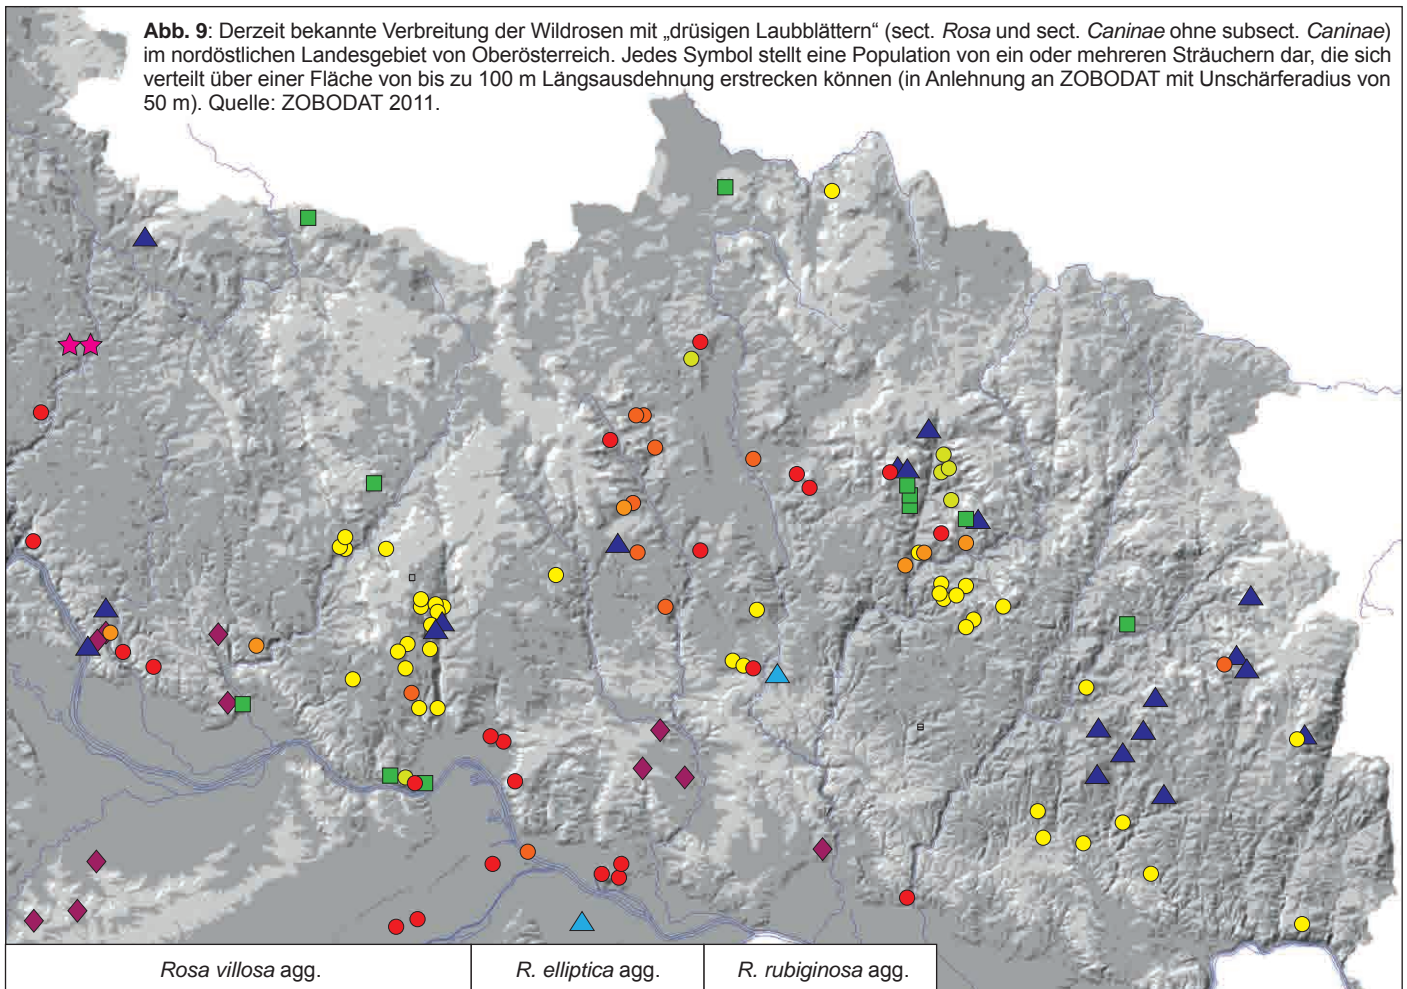 Abb. 9: Derzeit bekannte Verbreitung der Wildrosen mit „drüsigen Laubblättern“ (sect. Rosa und sect. Caninae ohne subsect. Caninae)
im nordöstlichen Landesgebiet von Oberösterreich. Jedes Symbol stellt eine Population von ein oder mehreren Sträuchern dar, die sich
verteilt über einer Fläche von bis zu 100 m Längsausdehnung erstrecken können (in Anlehnung an ZOBODAT mit Unschärferadius von
50 m). Quelle: ZOBODAT 2011.
Rosa villosa agg.
R. elliptica agg.
R. rubiginosa agg.